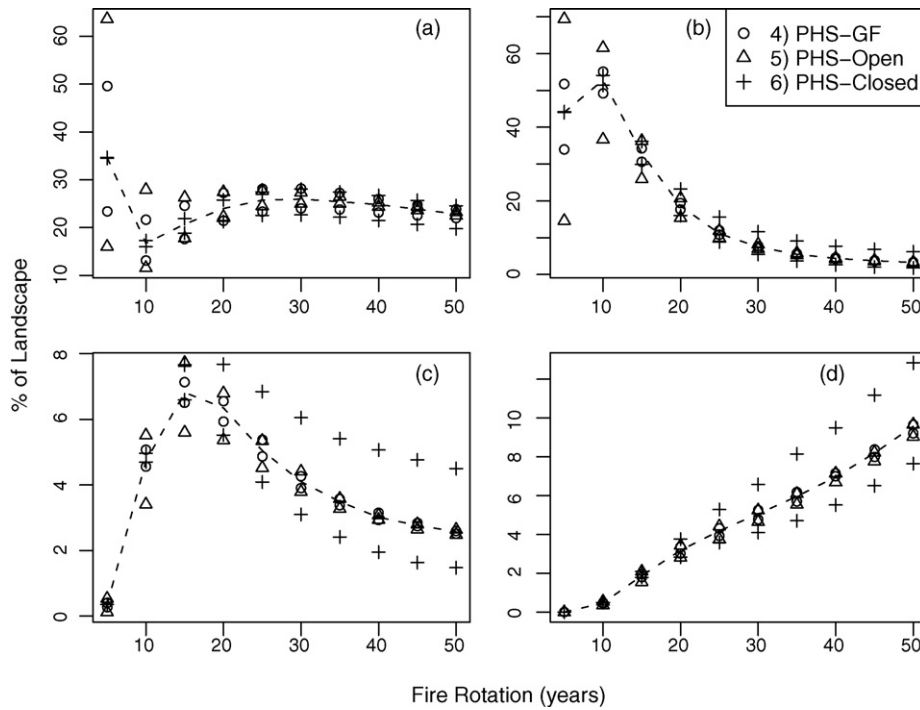 (a)
60
50
40
30
20
10
10 20 30 40 50
(b)
4) PHS−GF
5) PHS−Open
6) PHS−Closed
60
40
20
0
10 20 30 40 50
% of Landscape
(c)
8
6
4
2
0
10 20 30 40 50
(d)
10
8
6
4
2
0
10 20 30 40 50
Fire Rotation (years)